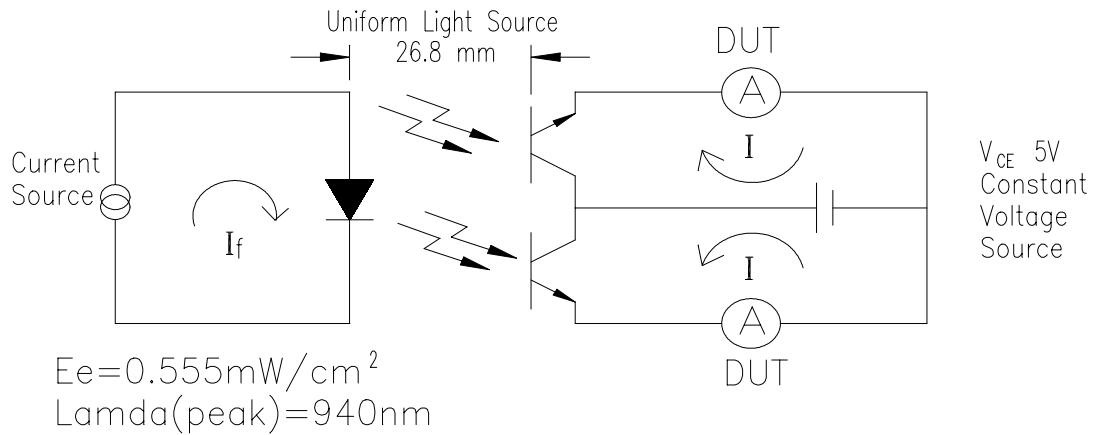 Uniform Light Source
26.8 mm
DUT
A
I
Current
Source
If
VCE 5V
Constant
Voltage
Source
I
A
DUT
Ee=0.555mW/cm²
Lamda(peak)=940nm